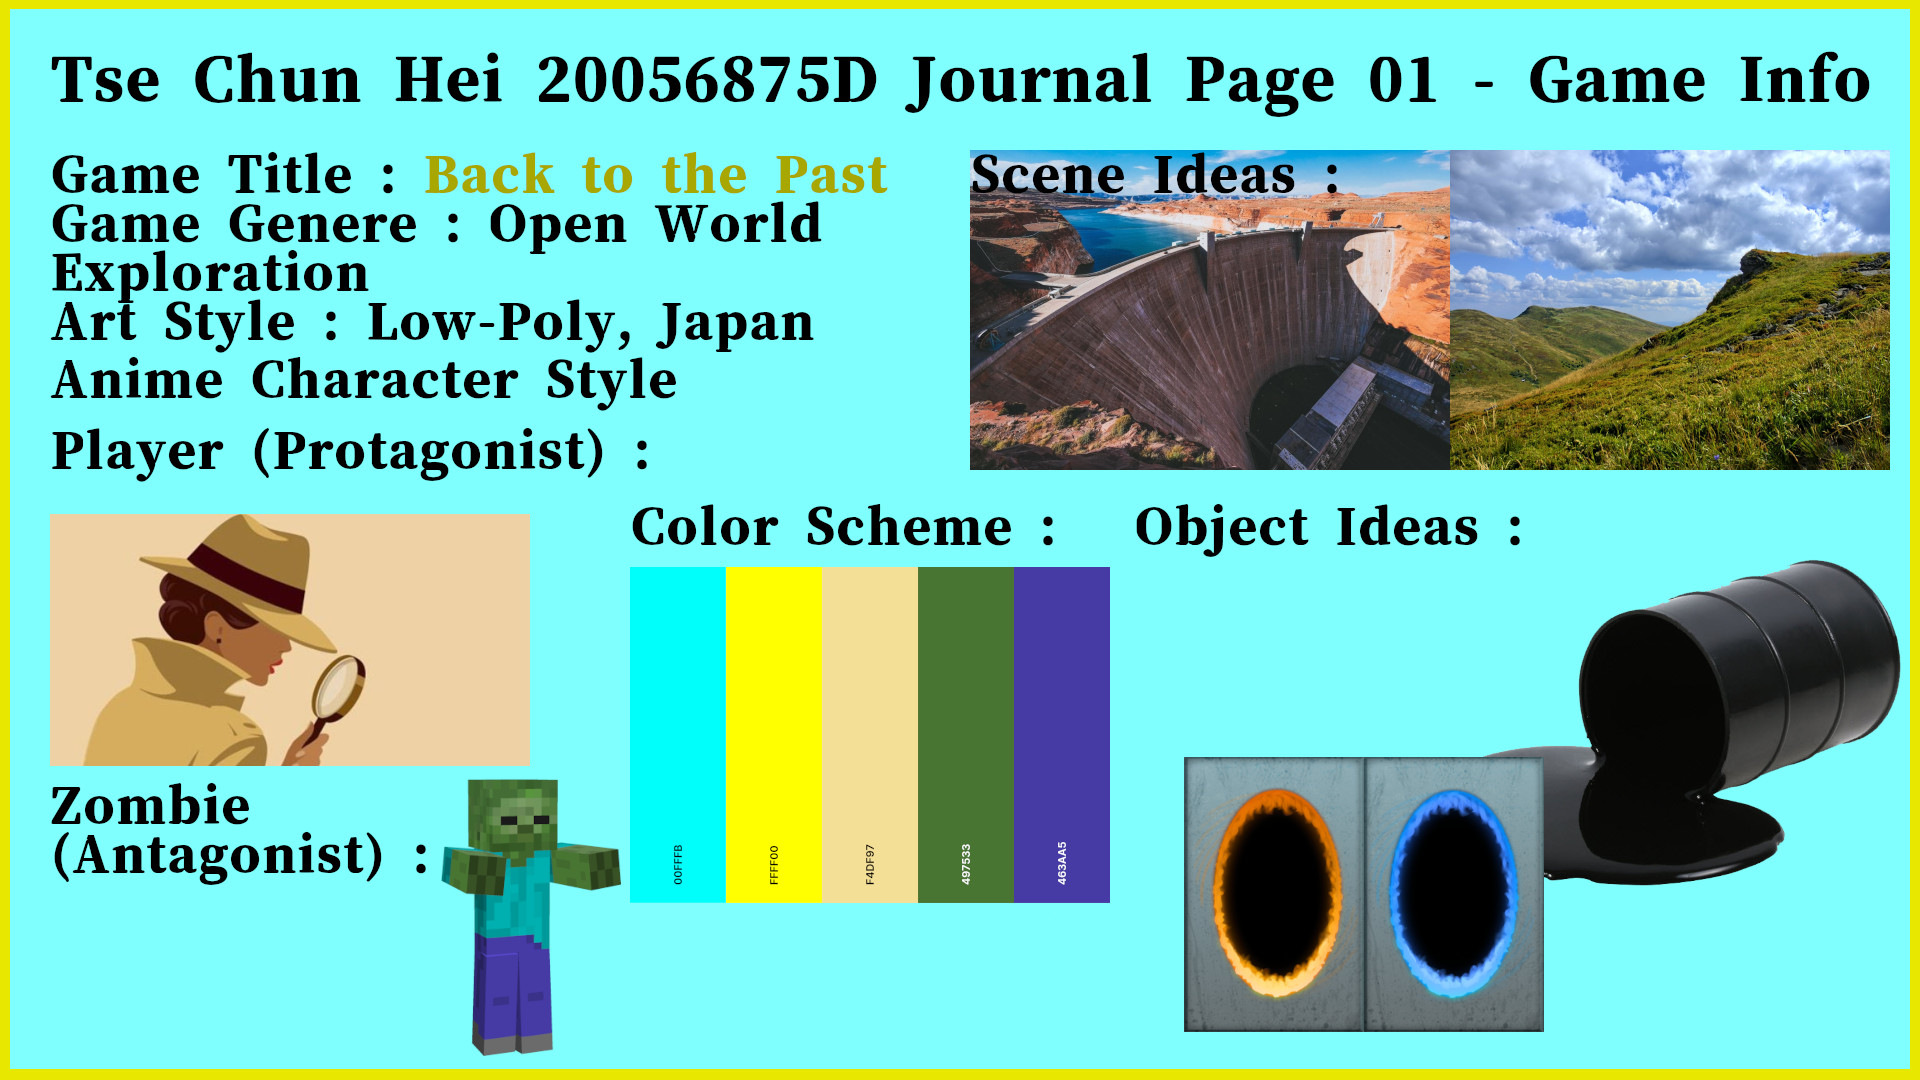 Tse Chun Hei 20056875D Journal Page 01 - Game Info
Game Title : Back to the Past
Game Genere : Open World
Exploration
Art Style : Low-Poly, Japan
Anime Character Style
Player (Protagonist) :
Scene Ideas :
Color Scheme :
Object Ideas :
Zombie
(Antagonist) :
00FFFB
FFFF00
F4DF97
497533
463AA5